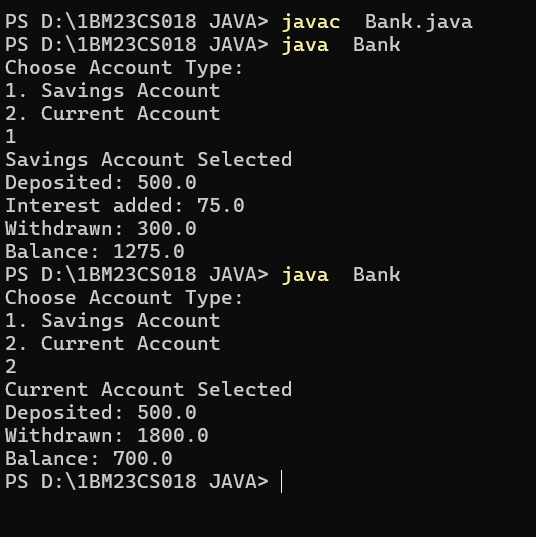 PS D:\1BM23CS018 JAVA> javac  Bank.java
PS D:\1BM23CS018 JAVA> java  Bank
Choose Account Type:
1. Savings Account
2. Current Account
1
Savings Account Selected
Deposited: 500.0
Interest added: 75.0
Withdrawn: 300.0
Balance: 1275.0
PS D:\1BM23CS018 JAVA> java  Bank
Choose Account Type:
1. Savings Account
2. Current Account
2
Current Account Selected
Deposited: 500.0
Withdrawn: 1800.0
Balance: 700.0
PS D:\1BM23CS018 JAVA>